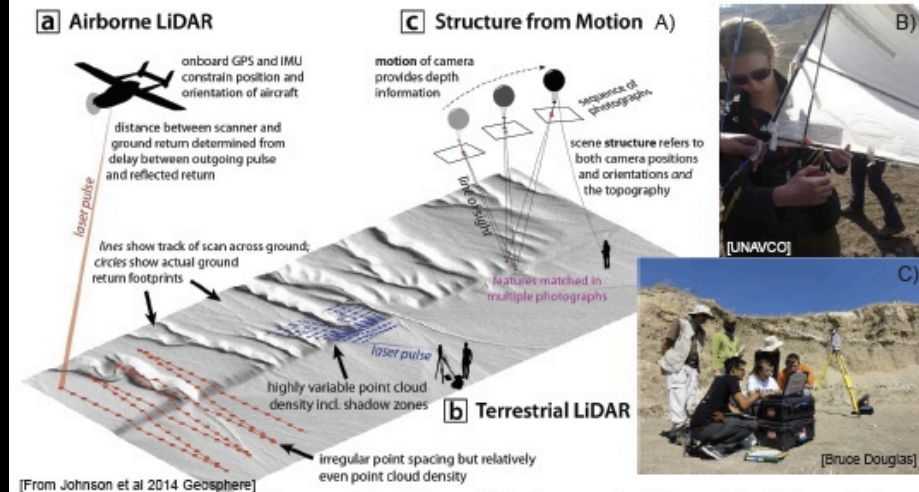 a Airborne LiDAR
onboard GPS and IMU
constrain position and
orientation of aircraft
distance between scanner and
ground return determined from
delay between outgoing pulse
and reflected return
laser pulse
lines show track of scan across ground;
circles show actual ground
return footprints
c Structure from Motion A)
motion of camera
provides depth
information
sequence of
photographs
scene structure refers to
both camera positions
and orientations and
the topography
line of sight
features matched in
multiple photographs
laser pulse
highly variable point cloud
density incl. shadow zones
b Terrestrial LiDAR
irregular point spacing but relatively
even point cloud density
[From Johnson et al 2014 Geosphere]
B)
[UNAVCO]
C)
[Bruce Douglas]